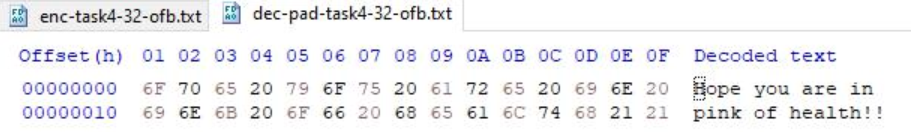 enc-task4-32-ofb.txt dec-pad-task4-32-ofb.txt
Offset(h) 01 02 03 04 05 06 07 08 09 0A 0B 0C 0D 0E 0F Decoded text
00000000 6F 70 65 20 79 6F 75 20 61 72 65 20 69 6E 20 Hope you are in
00000010 69 6E 6B 20 6F 66 20 68 65 61 6C 74 68 21 21 pink of health!!